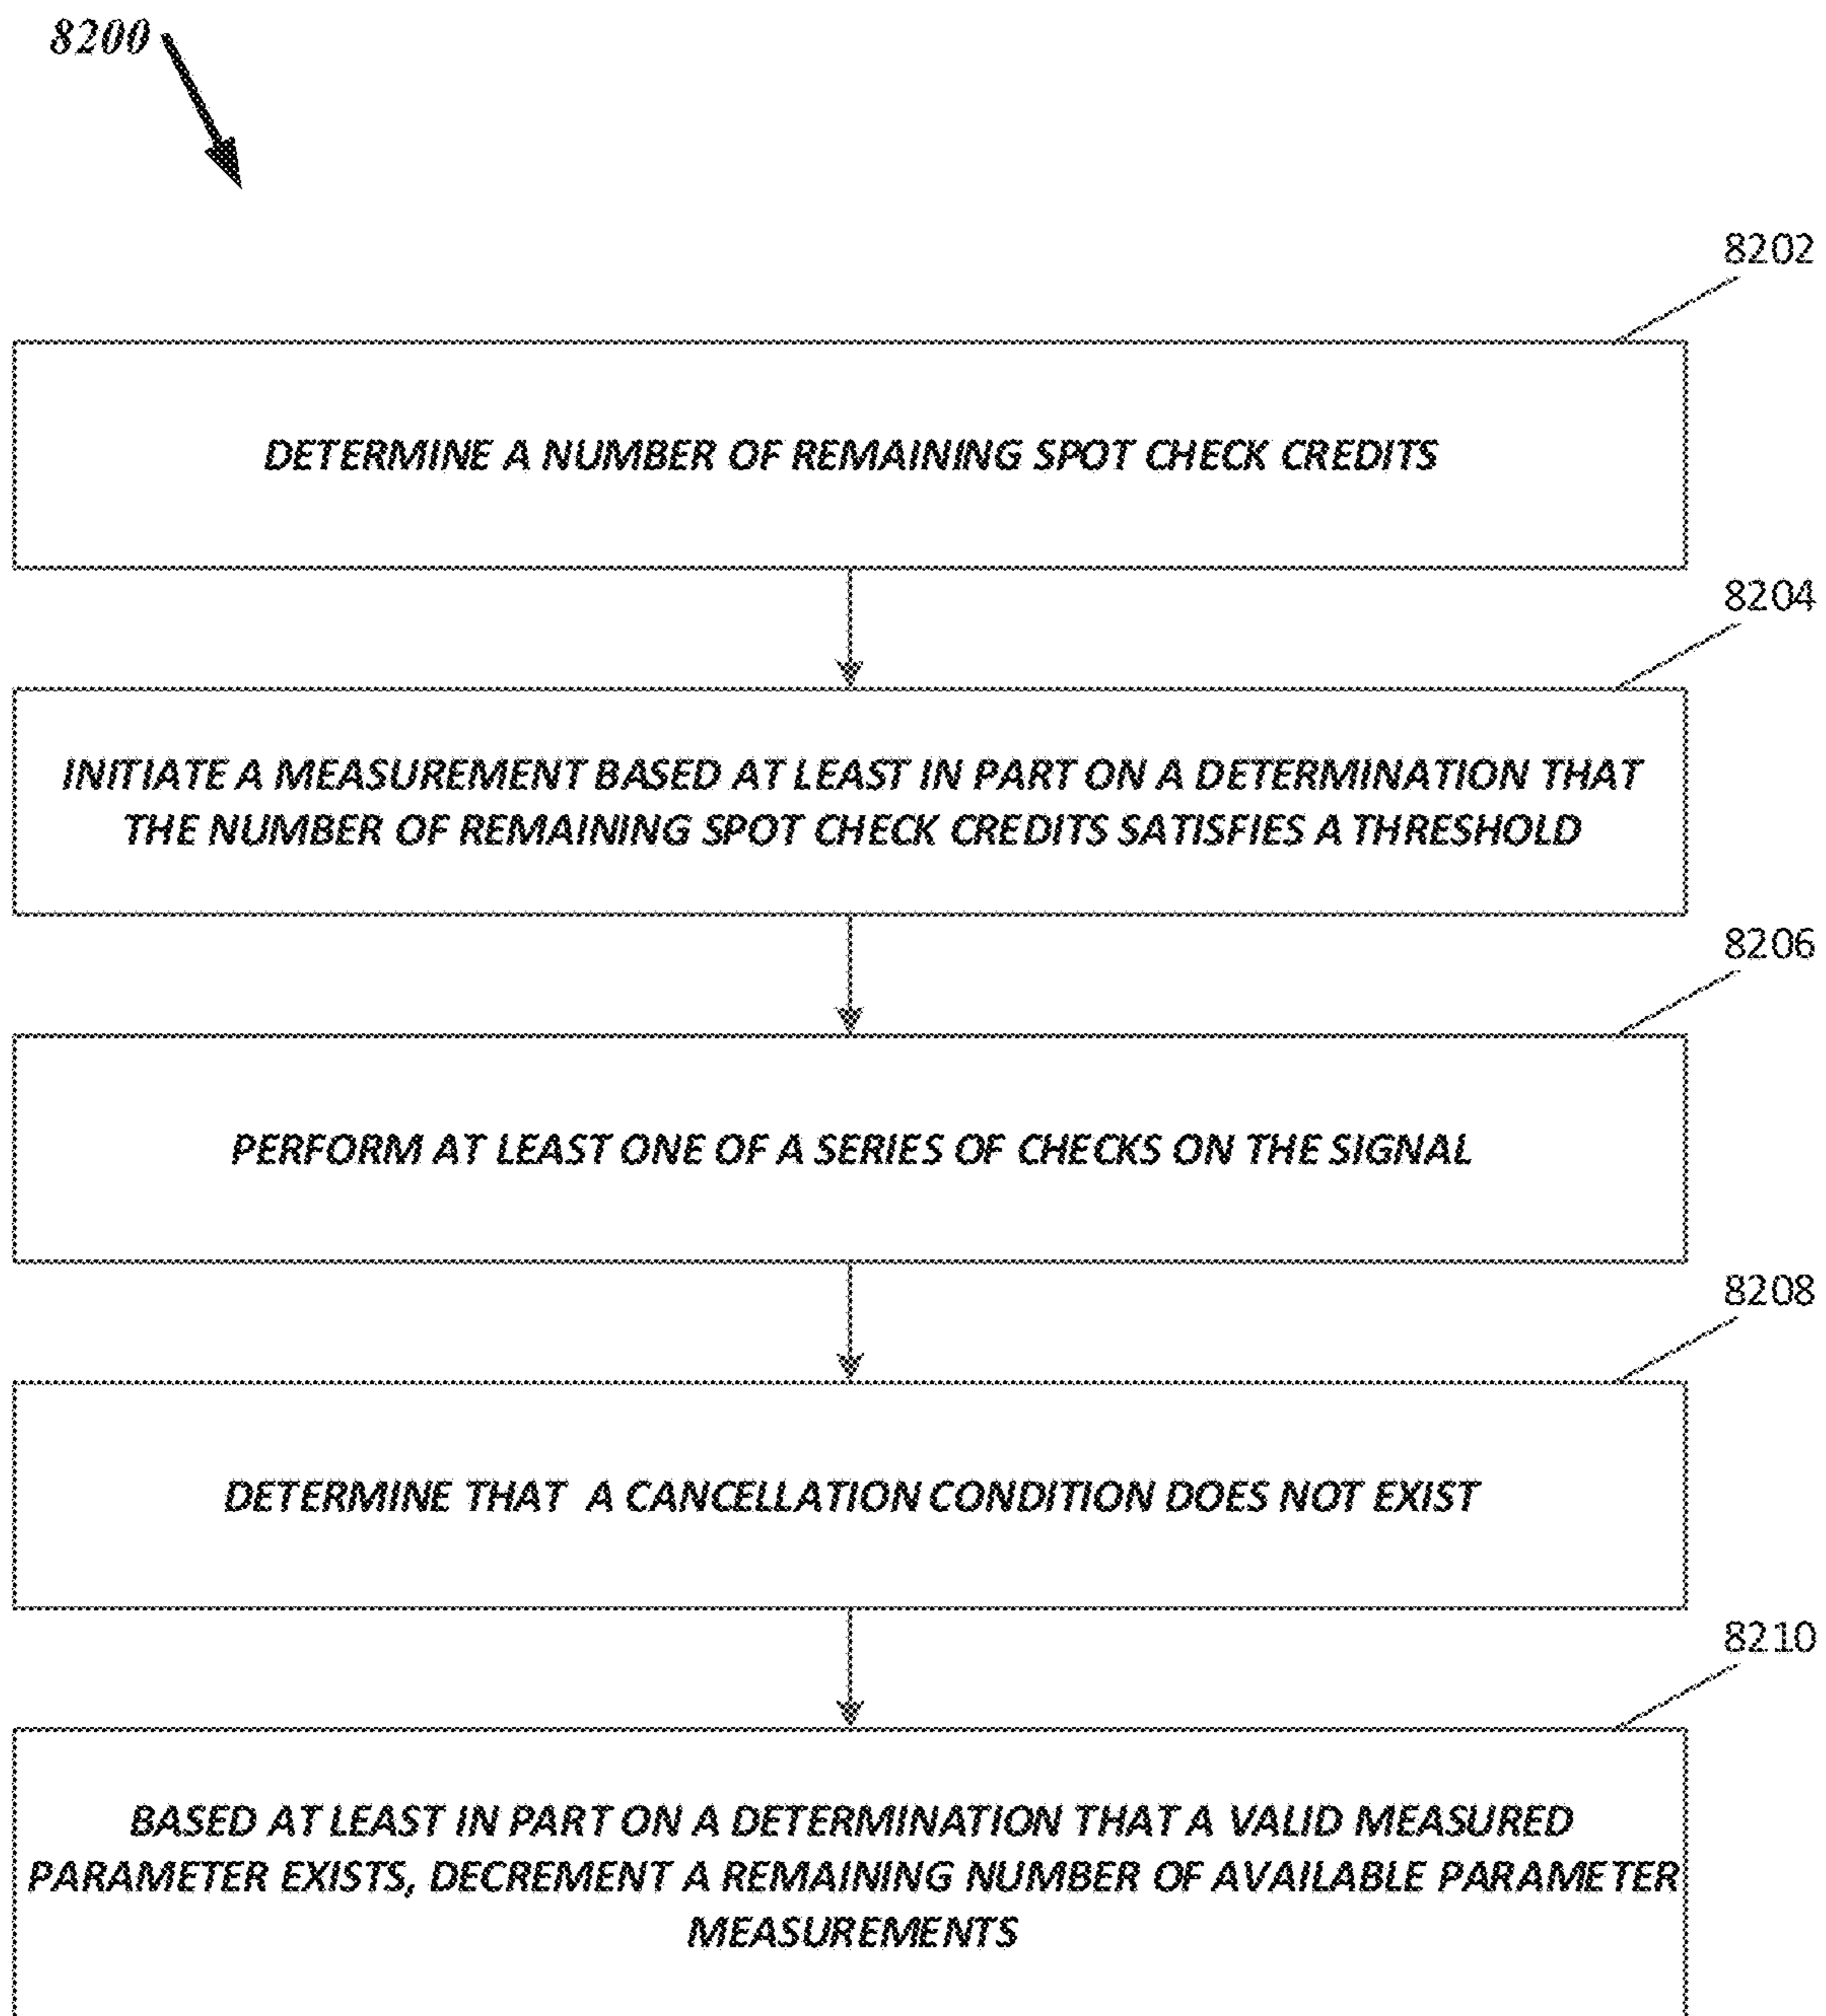 8200
8202
DETERMINE A NUMBER OF REMAINING SPOT CHECK CREDITS
8204
INITIATE A MEASUREMENT BASED AT LEAST IN PART ON A DETERMINATION THAT
THE NUMBER OF REMAINING SPOT CHECK CREDITS SATISFIES A THRESHOLD
8206
PERFORM AT LEAST ONE OF A SERIES OF CHECKS ON THE SIGNAL
8208
DETERMINE THAT A CANCELLATION CONDITION DOES NOT EXIST
8210
BASED AT LEAST IN PART ON A DETERMINATION THAT A VALID MEASURED
PARAMETER EXISTS, DECREMENT A REMAINING NUMBER OF AVAILABLE PARAMETER
MEASUREMENTS